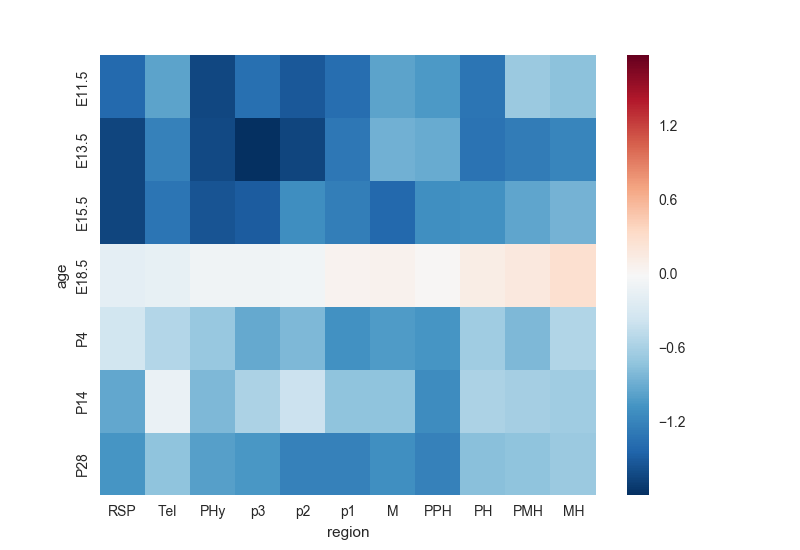 E11.5
E13.5
E15.5
E18.5
P4
P14
P28
age
RSP Tel PHy p3 p2 p1 M PPH PH PMH MH
region
1.2
0.6
0.0
−0.6
−1.2